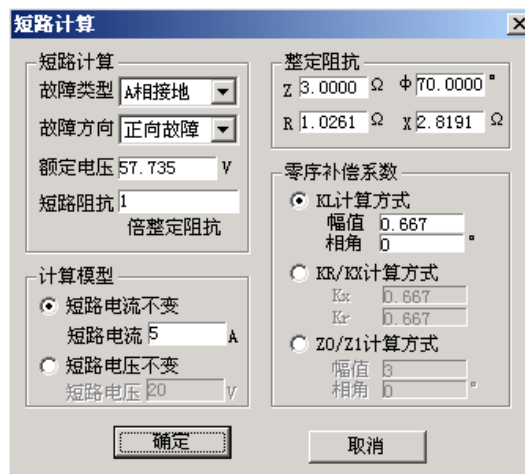 短路计算
短路计算
故障类型 A相接地
故障方向 正向故障
额定电压 57.735 V
短路阻抗 1
倍整定阻抗
计算模型
短路电流不变
短路电流 5 A
短路电压不变
短路电压 20 V
整定阻抗
Z 3.0000 Ω Φ 70.0000 °
R 1.0261 Ω X 2.8191 Ω
零序补偿系数
KL计算方式
幅值 0.667
相角 0 °
KR/KX计算方式
Kx 0.667
Kr 0.667
Z0/Z1计算方式
幅值 3
相角 0 °
确定
取消